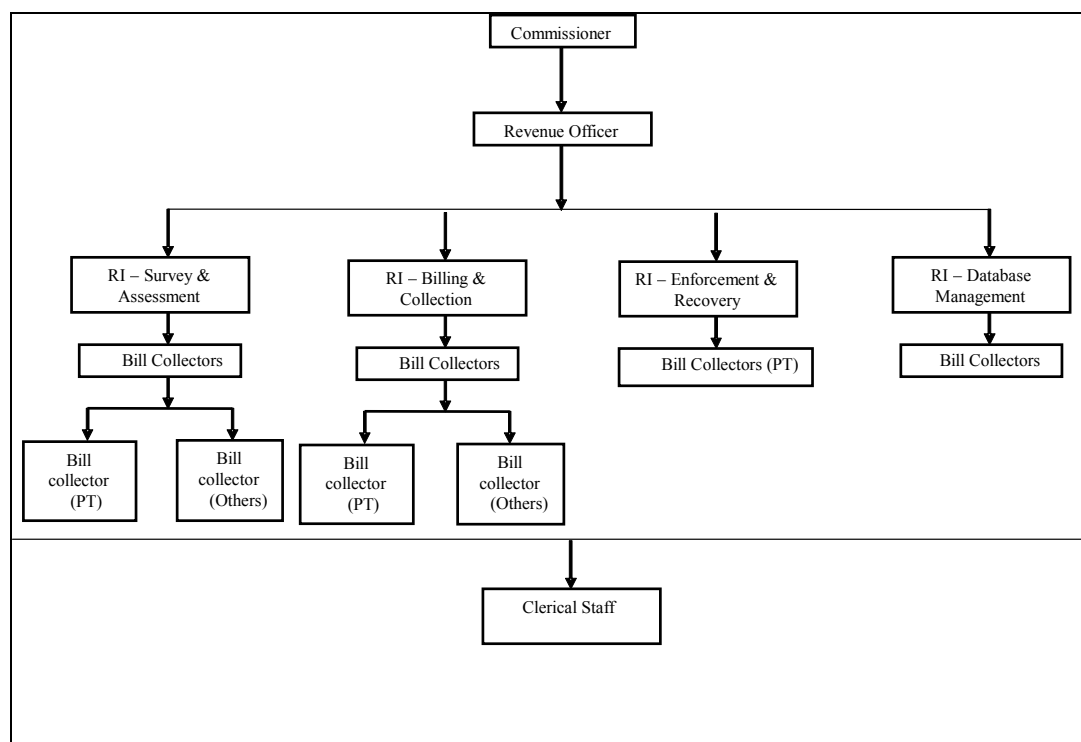 Commissioner
Revenue Officer
RI – Survey &
Assessment
RI – Billing &
Collection
RI – Enforcement &
Recovery
RI – Database
Management
Bill Collectors
Bill Collectors
Bill Collectors (PT)
Bill Collectors
Bill
collector
(PT)
Bill
collector
(Others)
Bill
collector
(PT)
Bill
collector
(Others)
Clerical Staff